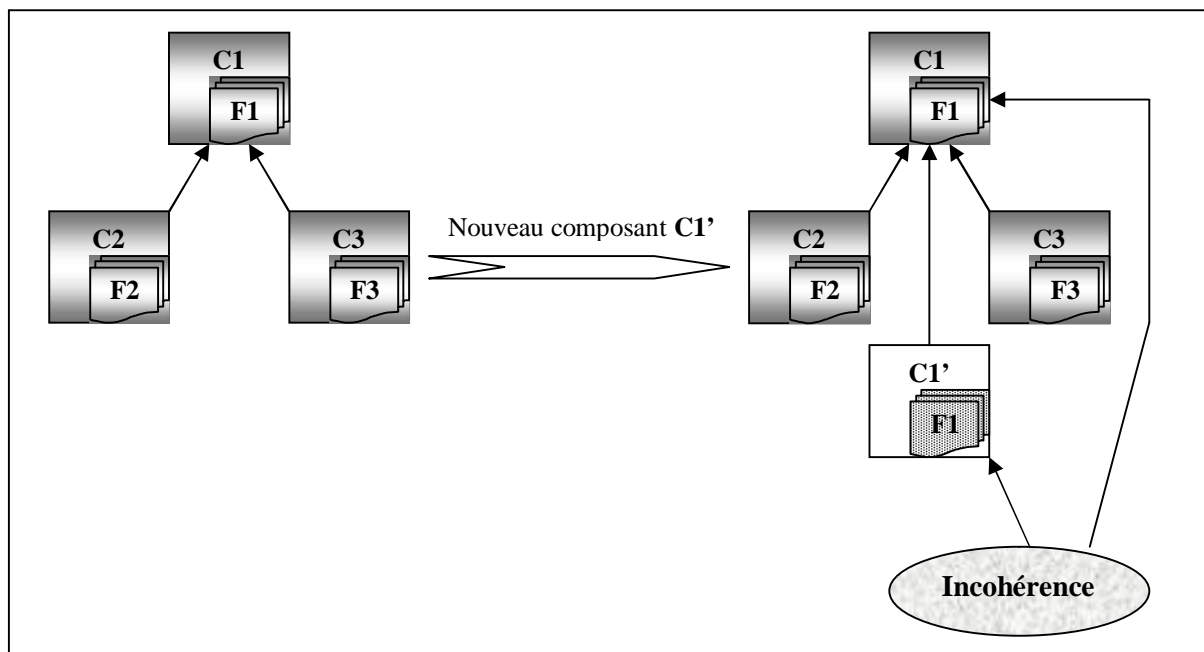 C1
F1
C2
F2
C3
F3
Nouveau composant C1’
C1
F1
C2
F2
C3
F3
C1’
F1
Incohérence